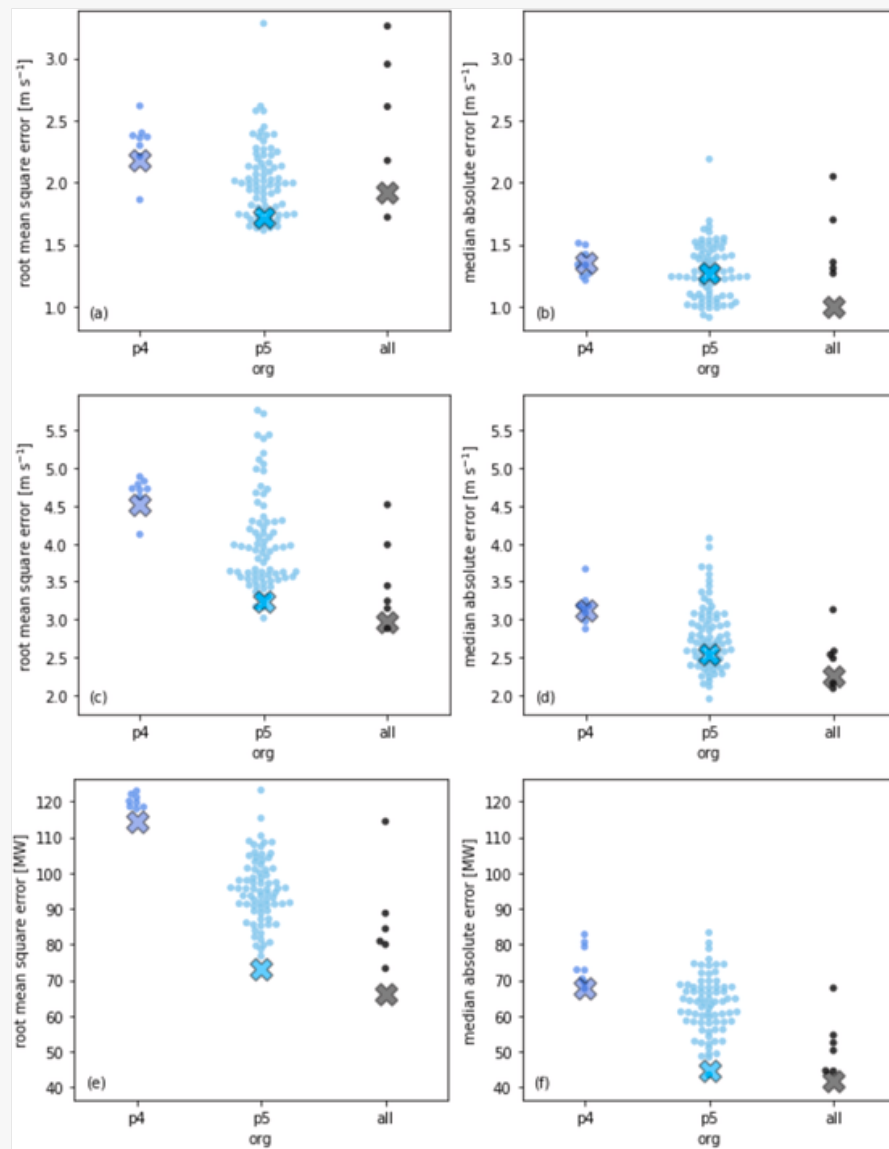 root mean square error [m s⁻¹]
3.0
2.5
2.0
1.5
1.0
(a)
p4 p5 all
org
median absolute error [m s⁻¹]
3.0
2.5
2.0
1.5
1.0
(b)
p4 p5 all
org
root mean square error [m s⁻¹]
5.5
5.0
4.5
4.0
3.5
3.0
2.5
2.0
(c)
p4 p5 all
org
median absolute error [m s⁻¹]
5.5
5.0
4.5
4.0
3.5
3.0
2.5
2.0
(d)
p4 p5 all
org
root mean square error [MW]
120
110
100
90
80
70
60
50
40
(e)
p4 p5 all
org
median absolute error [MW]
120
110
100
90
80
70
60
50
40
(f)
p4 p5 all
org